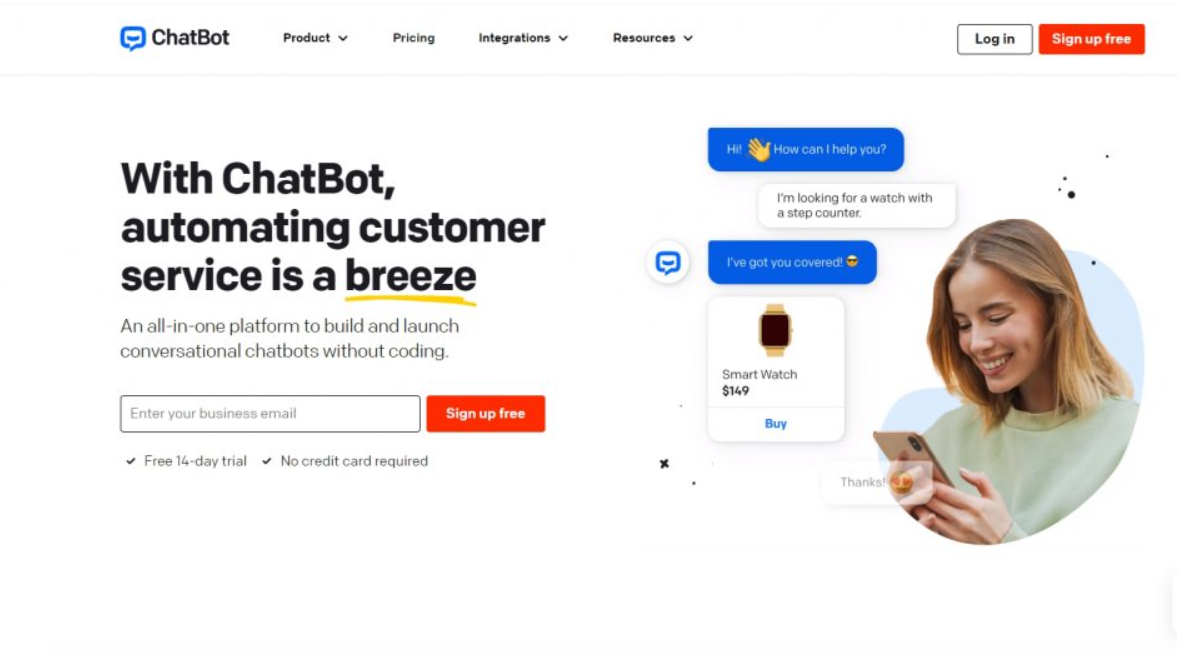 ChatBot
Product
Pricing
Integrations
Resources
Log in
Sign up free
With ChatBot,
automating customer
service is a breeze
An all-in-one platform to build and launch
conversational chatbots without coding.
Enter your business email
Sign up free
Free 14-day trial
No credit card required
Hi! 👋 How can I help you?
I'm looking for a watch with
a step counter.
I've got you covered! 😎
Smart Watch
$149
Buy
Thanks! 😍